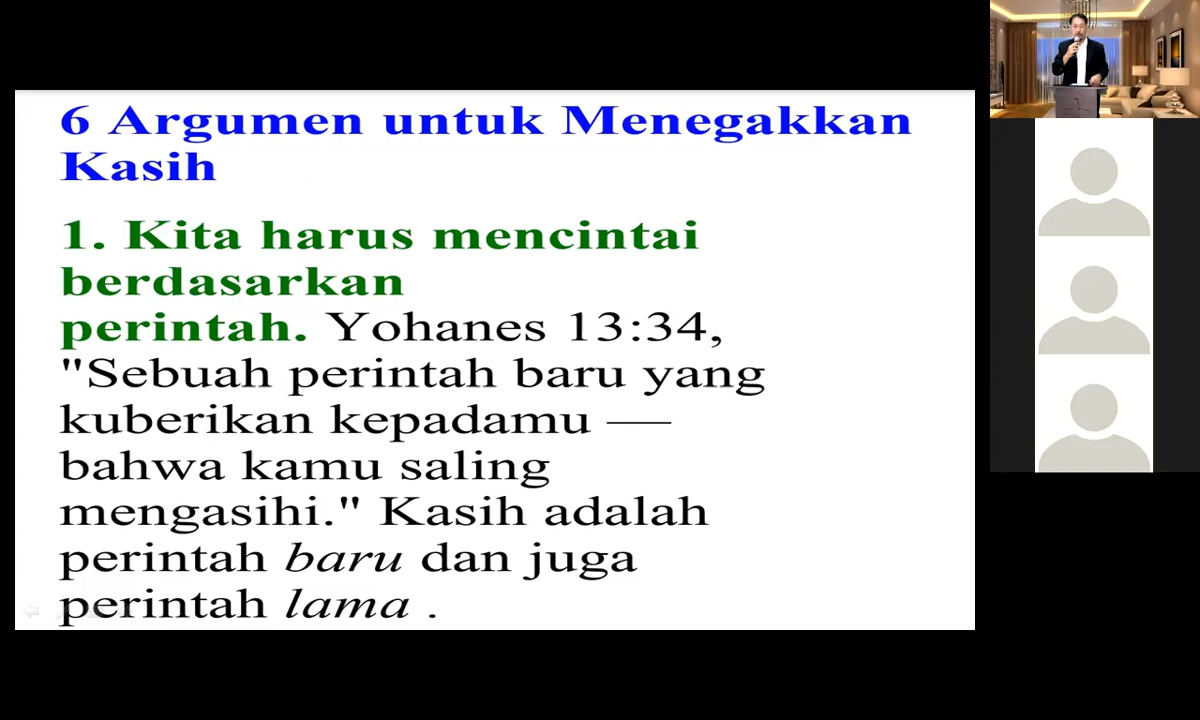 6 Argumen untuk Menegakkan
Kasih
1. Kita harus mencintai
berdasarkan
perintah. Yohanes 13:34,
"Sebuah perintah baru yang
kuberikan kepadamu —
bahwa kamu saling
mengasihi." Kasih adalah
perintah baru dan juga
perintah lama .